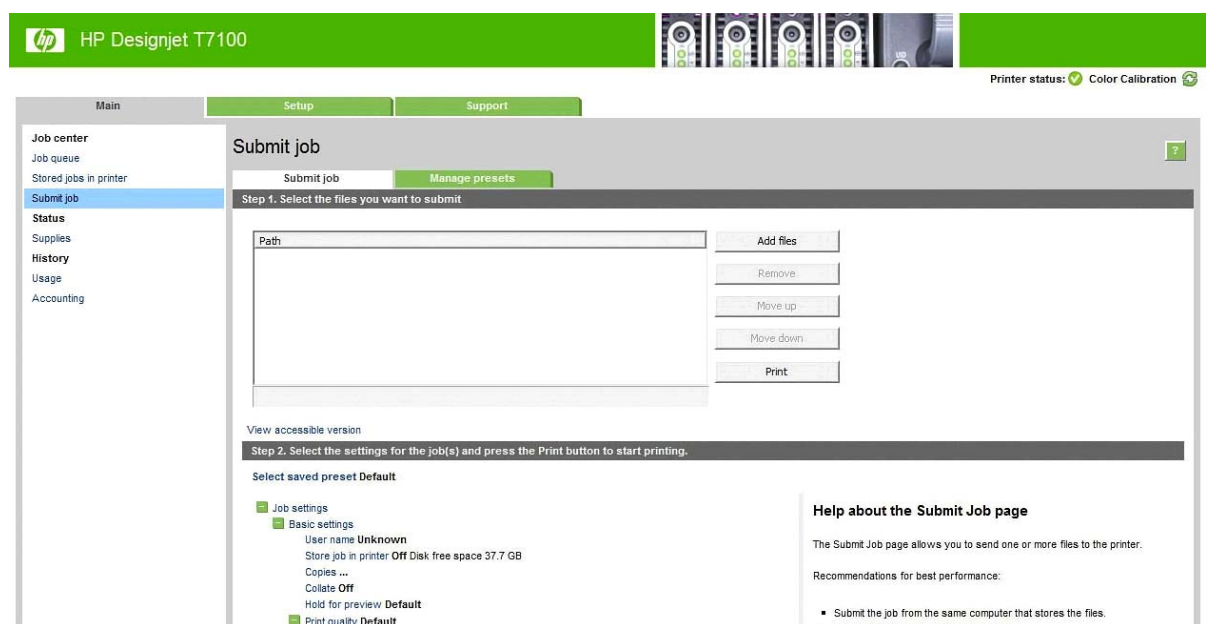 hp HP Designjet T7100
Printer status: Color Calibration
Main Setup Support
Job center
Job queue
Stored jobs in printer
Submit job
Status
Supplies
History
Usage
Accounting
Submit job
?
Submit job Manage presets
Step 1. Select the files you want to submit
Path
Add files
Remove
Move up
Move down
Print
View accessible version
Step 2. Select the settings for the job(s) and press the Print button to start printing.
Select saved preset Default
Job settings
Basic settings
User name Unknown
Store job in printer Off Disk free space 37.7 GB
Copies ...
Collate Off
Hold for preview Default
Print quality Default
Help about the Submit Job page
The Submit Job page allows you to send one or more files to the printer.
Recommendations for best performance:
▪ Submit the job from the same computer that stores the files.